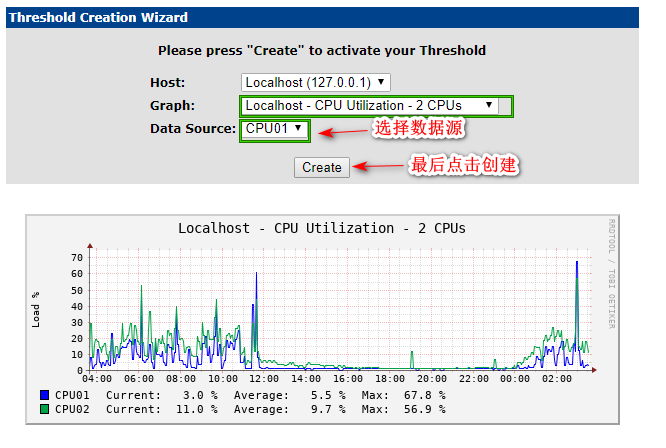 Threshold Creation Wizard
Please press "Create" to activate your Threshold
Host: Localhost (127.0.0.1)
Graph: Localhost - CPU Utilization - 2 CPUs
Data Source: CPU01 选择数据源
Create 最后点击创建
Localhost - CPU Utilization - 2 CPUs
RRDTOOL / TOBI OETIKER
Load %
70
60
50
40
30
20
10
0
04:00 06:00 08:00 10:00 12:00 14:00 16:00 18:00 20:00 22:00 00:00 02:00
CPU01 Current: 3.0 % Average: 5.5 % Max: 67.8 %
CPU02 Current: 11.0 % Average: 9.7 % Max: 56.9 %